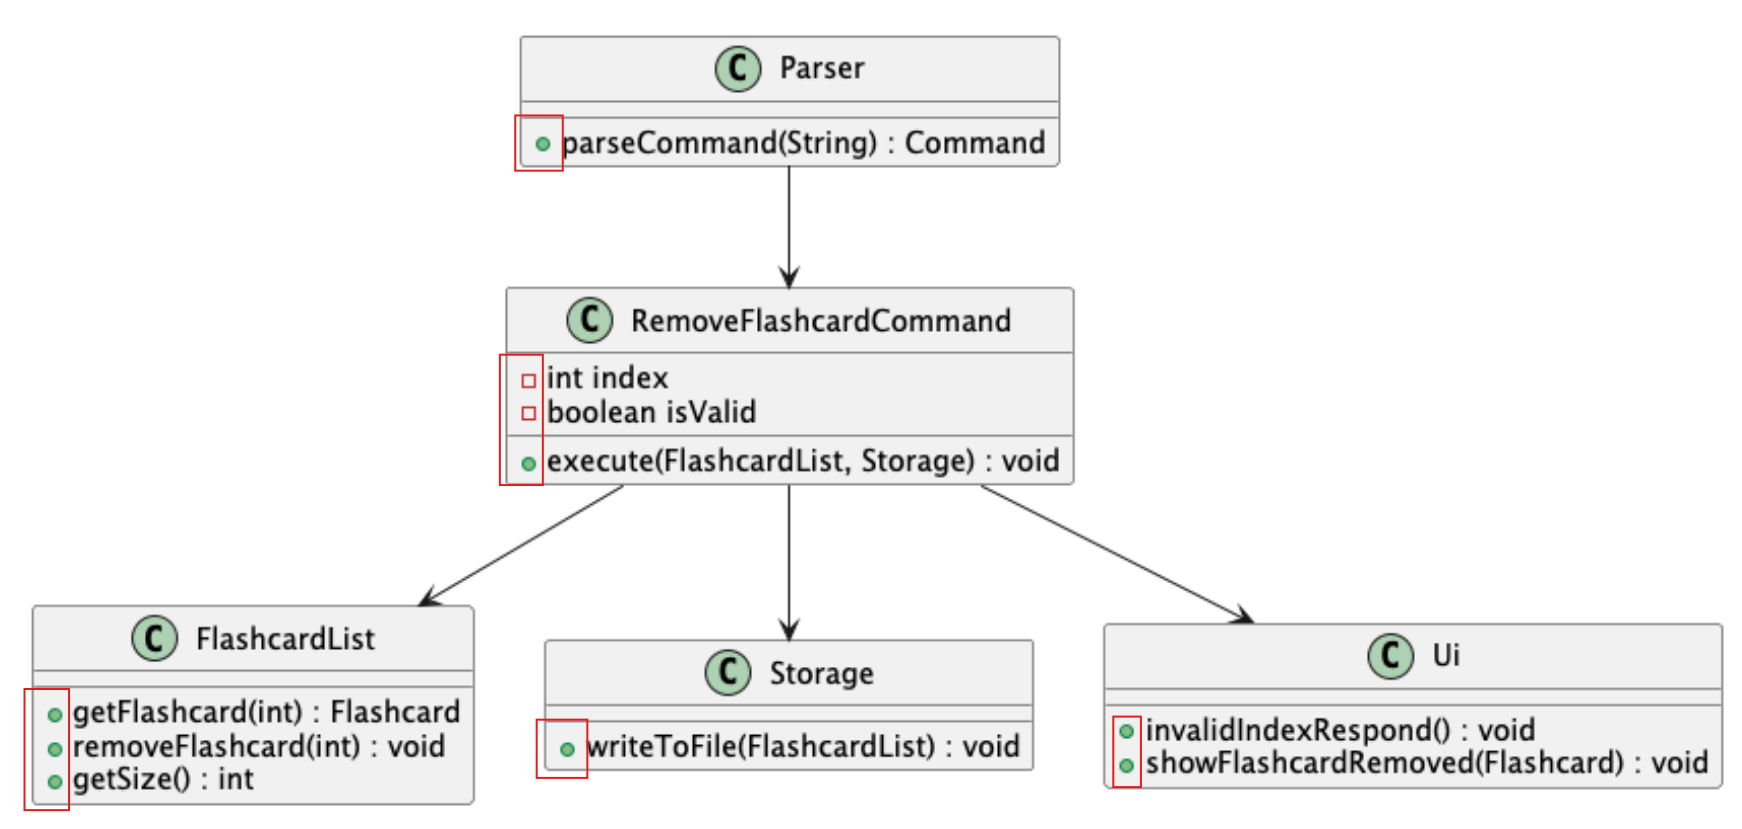 C Parser
parseCommand(String) : Command
C RemoveFlashcardCommand
int index
boolean isValid
execute(FlashcardList, Storage) : void
C FlashcardList
getFlashcard(int) : Flashcard
removeFlashcard(int) : void
getSize() : int
C Storage
writeToFile(FlashcardList) : void
C Ui
invalidIndexRespond() : void
showFlashcardRemoved(Flashcard) : void